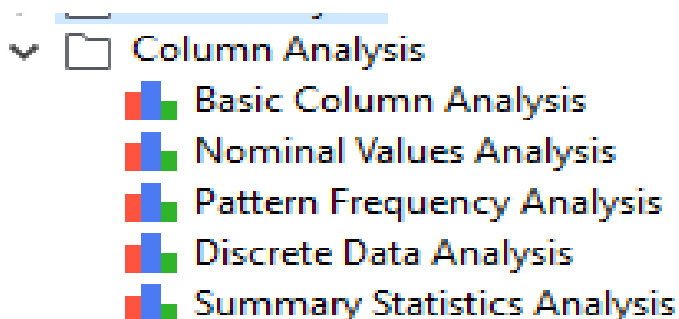 Column Analysis
Basic Column Analysis
Nominal Values Analysis
Pattern Frequency Analysis
Discrete Data Analysis
Summary Statistics Analysis